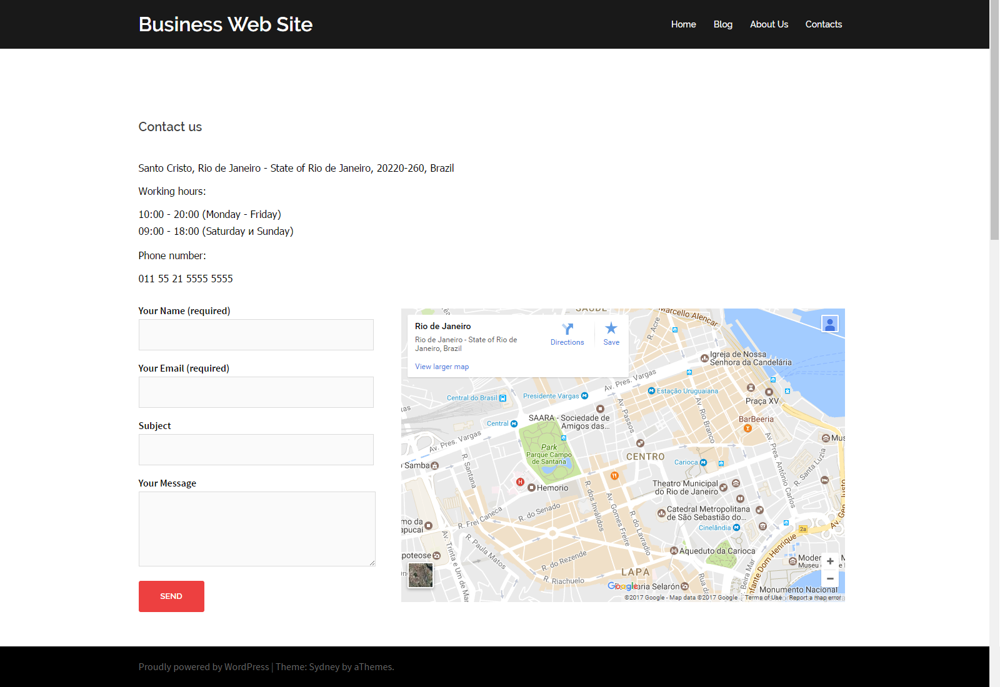 Business Web Site
Home
Blog
About Us
Contacts
Contact us
Santo Cristo, Rio de Janeiro - State of Rio de Janeiro, 20220-260, Brazil
Working hours:
10:00 - 20:00 (Monday - Friday)
09:00 - 18:00 (Saturday и Sunday)
Phone number:
011 55 21 5555 5555
Your Name (required)
Your Email (required)
Subject
Your Message
SEND
Rio de Janeiro
Rio de Janeiro - State of Rio de
Janeiro, Brazil
View larger map
Directions
Save
SAÚDE
Marcello Alencar
R. Acre
Igreja de Nossa
Senhora da Candelária
Av. Pres. Vargas
Central do Brasil
Presidente Vargas
Estação Uruguaiana
Praça XV
SAARA - Sociedade de
Amigos das...
Av. Passos
Av. Rio Branco
BarBeeria
Central
Av. Pres. Vargas
Park
Parque Campo
de Santana
R. Santana
Samba
CENTRO
Carioca
Av. Pres. Antônio Carlos
R. Santa Luzia
Mus
Hemorio
Theatro Municipal
do Rio de Janeiro
R. dos Inválidos
Av. Gomes Freire
R. do Lavradio
R. do Senado
R. Frei Caneca
Catedral Metropolitana
de São Sebastião do...
Cinelândia
2a
mo da
apucaí
Av. Trinta e Um de Mar
R. Paula Matos
poteose
R. do Rezende
R. Riachuelo
LAPA
Aqueduto da Carioca
Infante Dom Henrique
Beira Mar
Rua da
Moder
Museu
Monumento Nacional
Google
aria Selarón
©2017 Google - Map data ©2017 Google
Terms of Use
Report a map error
Proudly powered by WordPress | Theme: Sydney by aThemes.